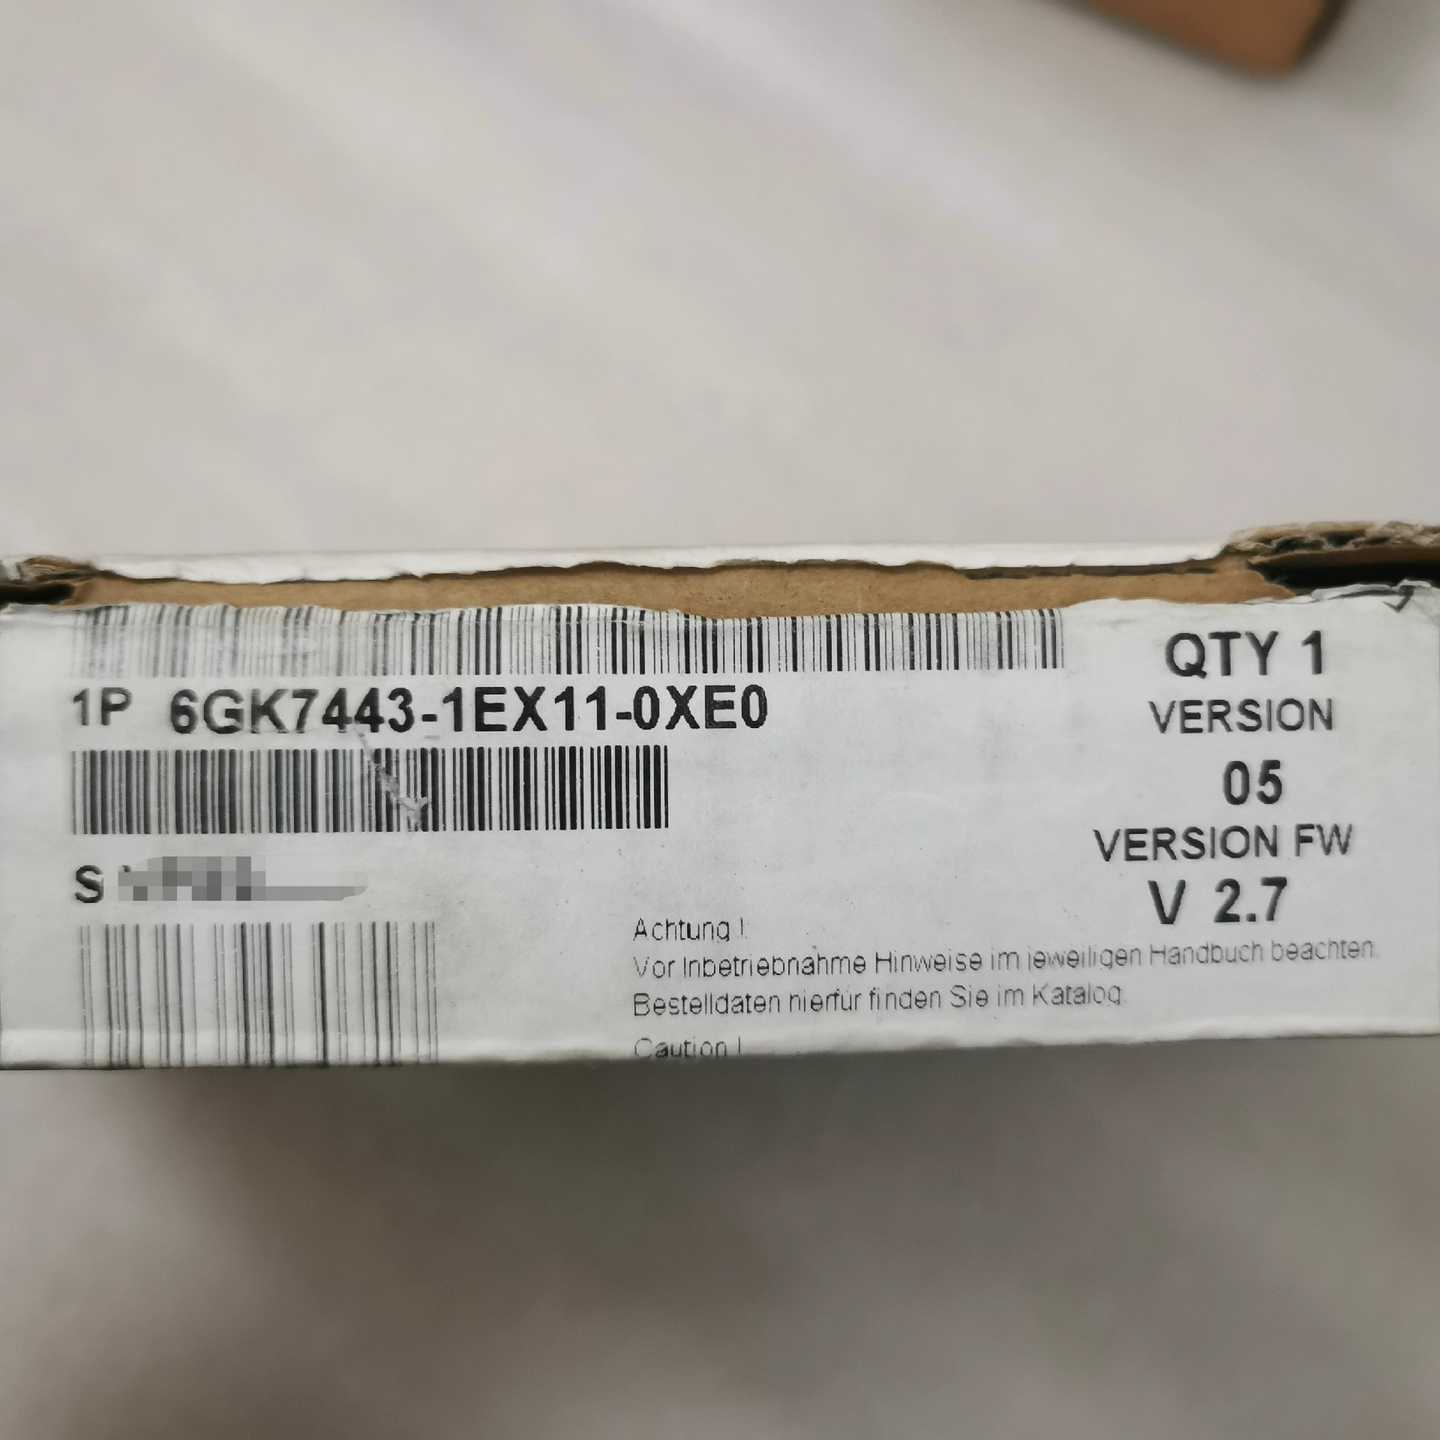 QTY 1
1P 6GK7443-1EX11-0XE0
VERSION
05
VERSION FW
V 2.7
S
Achtung !
Vor Inbetriebnahme Hinweise im jeweiligen Handbuch beachten.
Bestelldaten hierfür finden Sie im Katalog.
Caution !